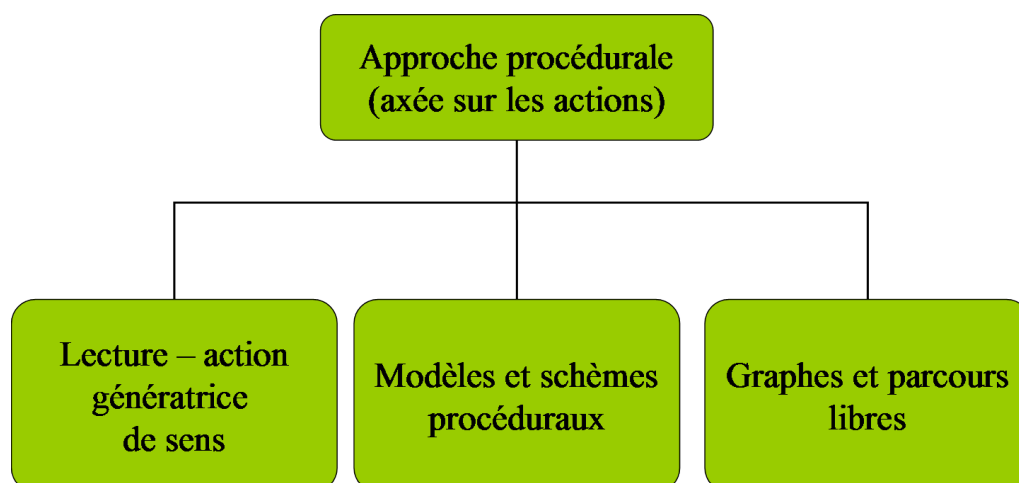 Approche procédurale
(axée sur les actions)
Lecture – action
génératrice
de sens
Modèles et schèmes
procéduraux
Graphes et parcours
libres